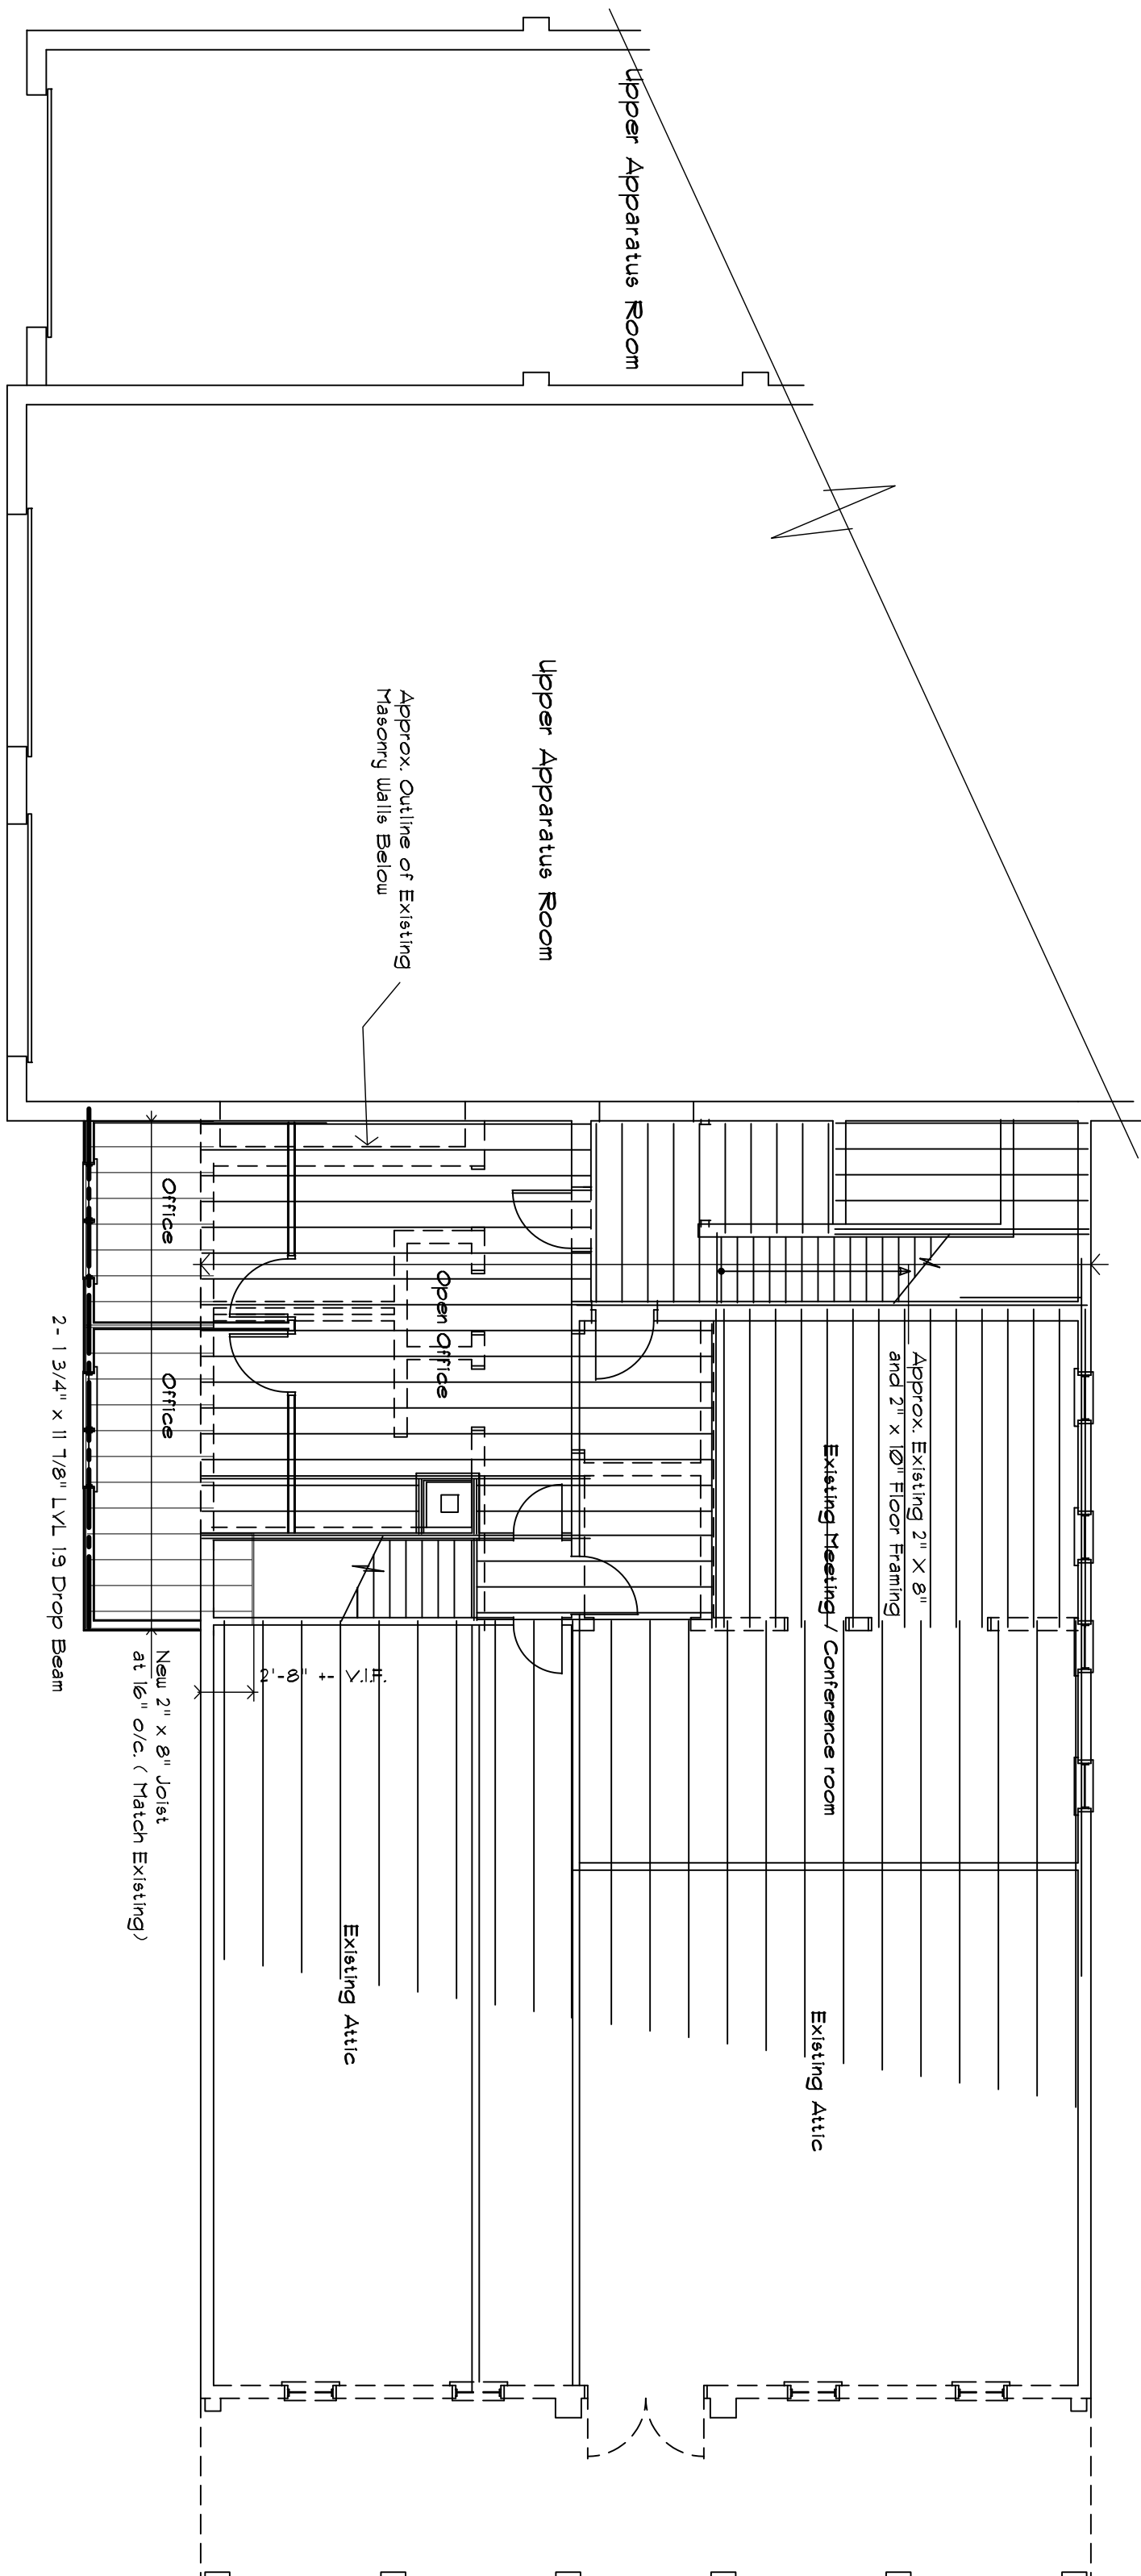 Upper Apparatus Room
Upper Apparatus Room
Approx. Outline of Existing
Masonry Walls Below
Office
Office
Open Office
Approx. Existing 2" X 8"
and 2" x 10" Floor Framing
Existing Meeting / Conference room
2 - 1 3/4" x 11 7/8" LVL 1.9 Drop Beam
New 2" x 8" Joist
at 16" o/c. ( Match Existing)
2'-8" +- V.I.F.
Existing Attic
Existing Attic